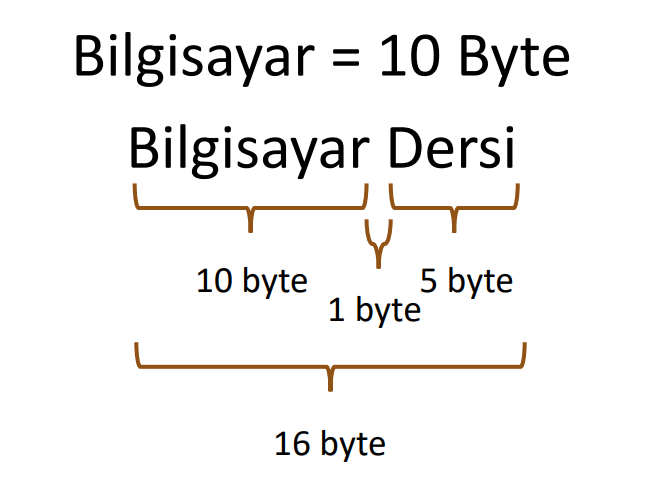 Bilgisayar = 10 Byte
Bilgisayar Dersi
10 byte
1 byte
5 byte
16 byte